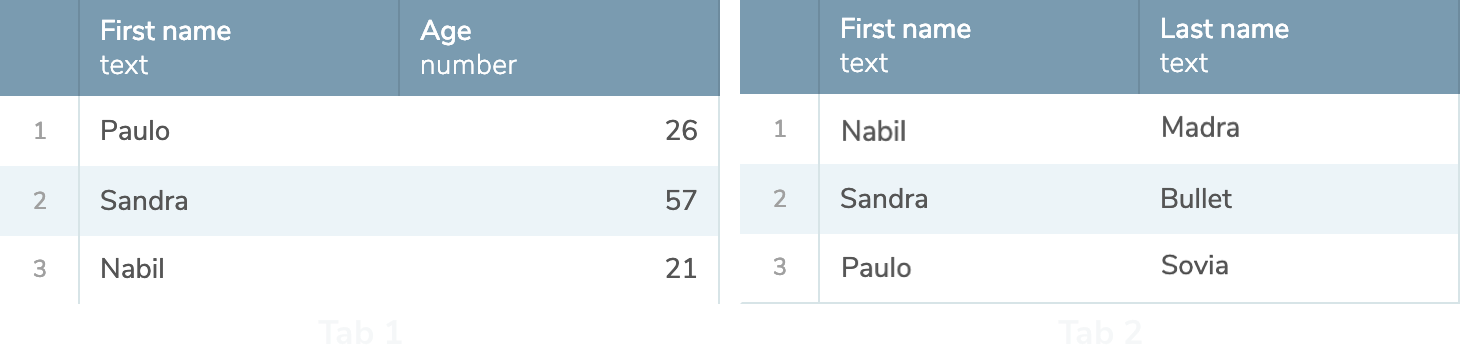 First name Age
text number
1 Paulo 26
2 Sandra 57
3 Nabil 21
Tab 1
First name Last name
text text
1 Nabil Madra
2 Sandra Bullet
3 Paulo Sovia
Tab 2